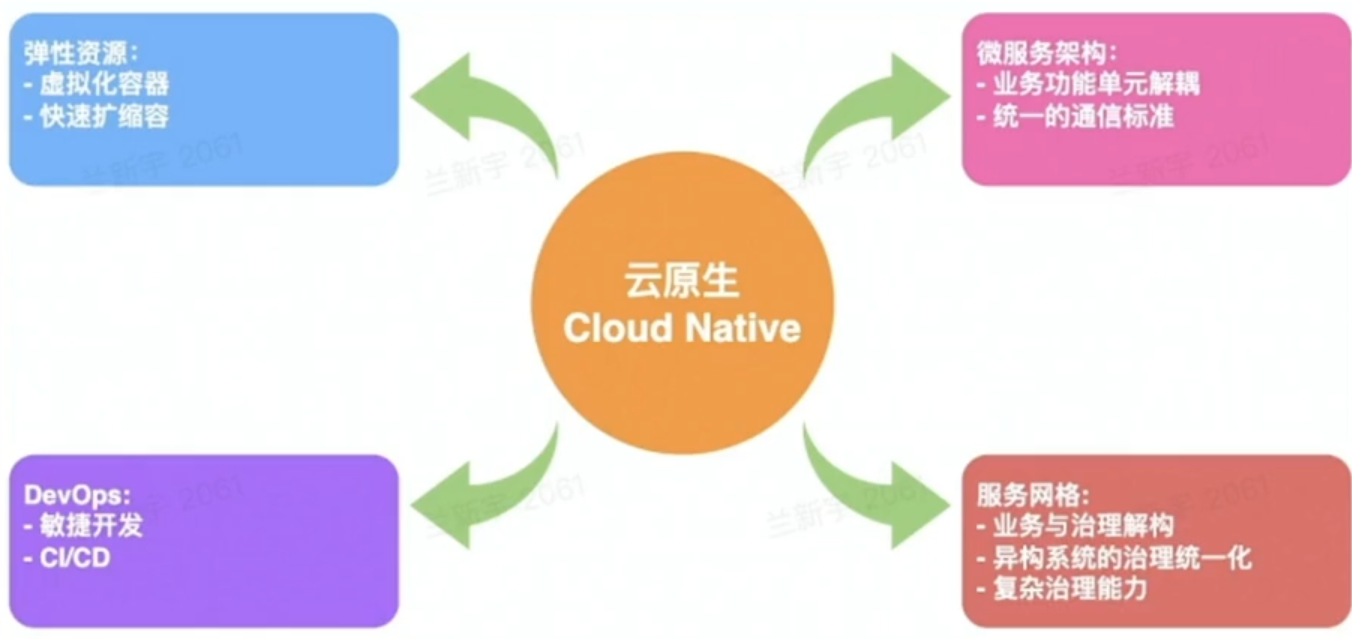 弹性资源：
- 虚拟化容器
- 快速扩缩容
微服务架构：
- 业务功能单元解耦
- 统一的通信标准
云原生
Cloud Native
DevOps:
- 敏捷开发
- CI/CD
服务网格:
- 业务与治理解构
- 异构系统的治理统一化
- 复杂治理能力
兰新宇 2061
兰新宇 2061
兰新宇 2061
兰新宇 2061
兰新宇 2061
兰新宇 2061
兰新宇 2061
兰新宇 2061